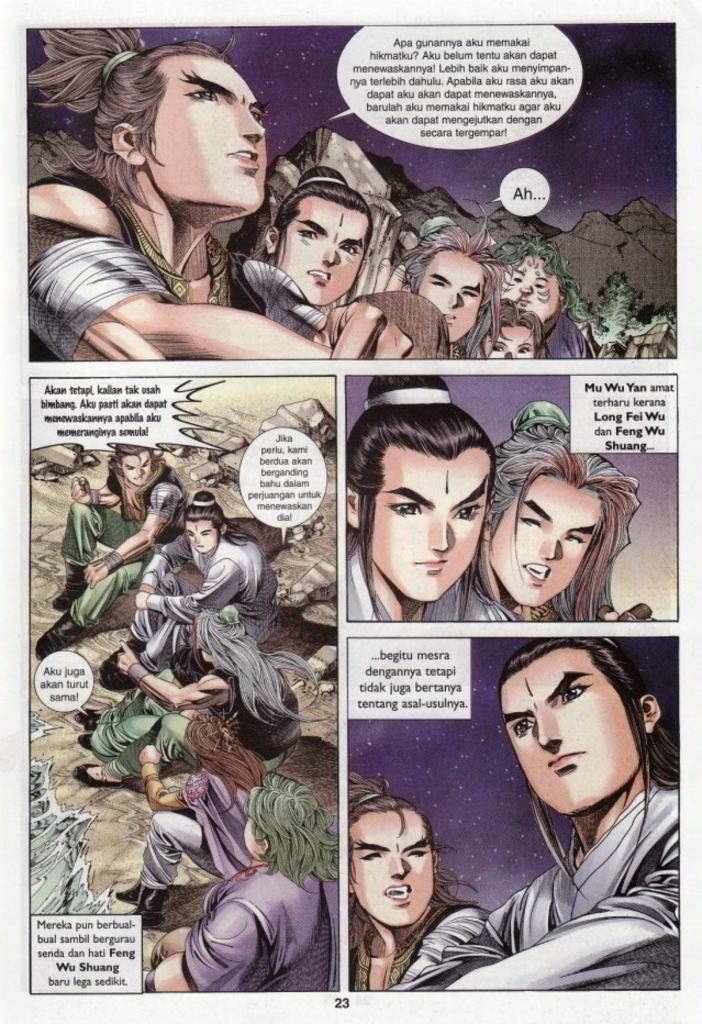 Apa gunannya aku memakai
hikmatku? Aku belum tentu akan dapat
menewaskannya! Lebih baik aku menyimpan-
nya terlebih dahulu. Apabila aku rasa aku akan
dapat aku akan dapat menewaskannya,
barulah aku memakai hikmatku agar aku
akan dapat mengejutkan dengan
secara tergempar!
Ah...
Akan tetapi, kalian tak usah
bimbang. Aku pasti akan dapat
menewaskannya apabila aku
memeranginya semula!
Jika
perlu, kami
berdua akan
berganding
bahu dalam
perjuangan untuk
menewaskan
dia!
Aku juga
akan turut
sama!
Mereka pun berbual-
bual sambil bergurau
senda dan hati Feng
Wu Shuang
baru lega sedikit.
Mu Wu Yan amat
terharu kerana
Long Fei Wu
dan Feng Wu
Shuang...
...begitu mesra
dengannya tetapi
tidak juga bertanya
tentang asal-usulnya.
23